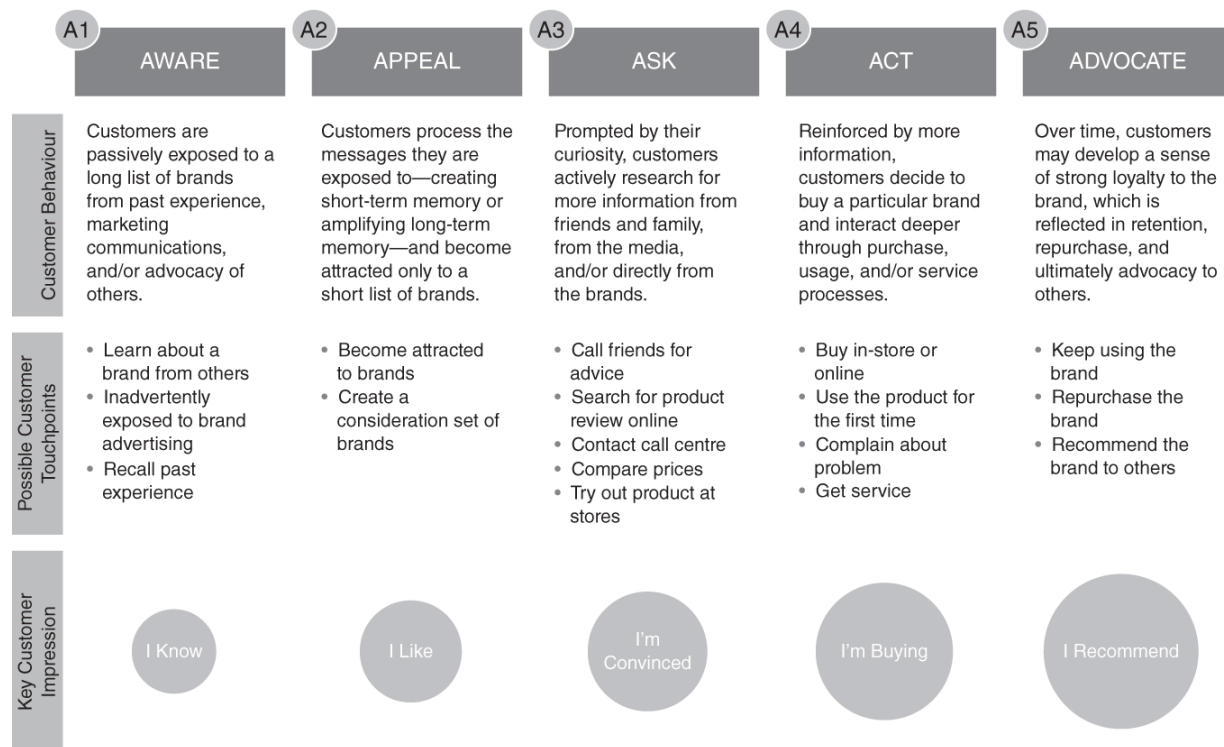 A1
AWARE
A2
APPEAL
A3
ASK
A4
ACT
A5
ADVOCATE
Customer Behaviour
Customers are
passively exposed to a
long list of brands
from past experience,
marketing
communications,
and/or advocacy of
others.
Customers process the
messages they are
exposed to—creating
short-term memory or
amplifying long-term
memory—and become
attracted only to a
short list of brands.
Prompted by their
curiosity, customers
actively research for
more information from
friends and family,
from the media,
and/or directly from
the brands.
Reinforced by more
information,
customers decide to
buy a particular brand
and interact deeper
through purchase,
usage, and/or service
processes.
Over time, customers
may develop a sense
of strong loyalty to the
brand, which is
reflected in retention,
repurchase, and
ultimately advocacy to
others.
Possible Customer
Touchpoints
• Learn about a
brand from others
• Inadvertently
exposed to brand
advertising
• Recall past
experience
• Become attracted
to brands
• Create a
consideration set of
brands
• Call friends for
advice
• Search for product
review online
• Contact call centre
• Compare prices
• Try out product at
stores
• Buy in-store or
online
• Use the product for
the first time
• Complain about
problem
• Get service
• Keep using the
brand
• Repurchase the
brand
• Recommend the
brand to others
Key Customer
Impression
I Know
I Like
I'm
Convinced
I'm Buying
I Recommend